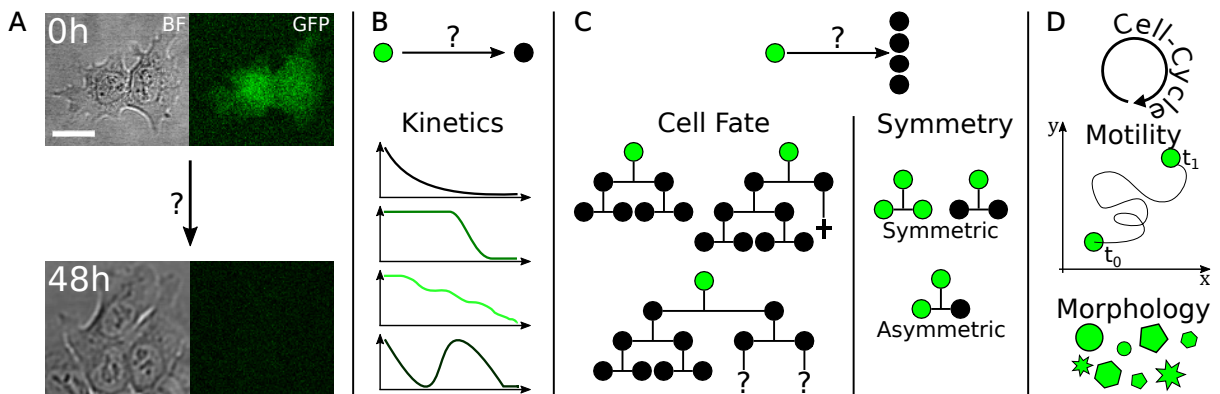 A
0h
BF
GFP
?
48h
B
?
Kinetics
C
?
Cell Fate
+
? ?
Symmetry
Symmetric
Asymmetric
D
Cell-Cycle
Motility
y
t₁
t₀
x
Morphology